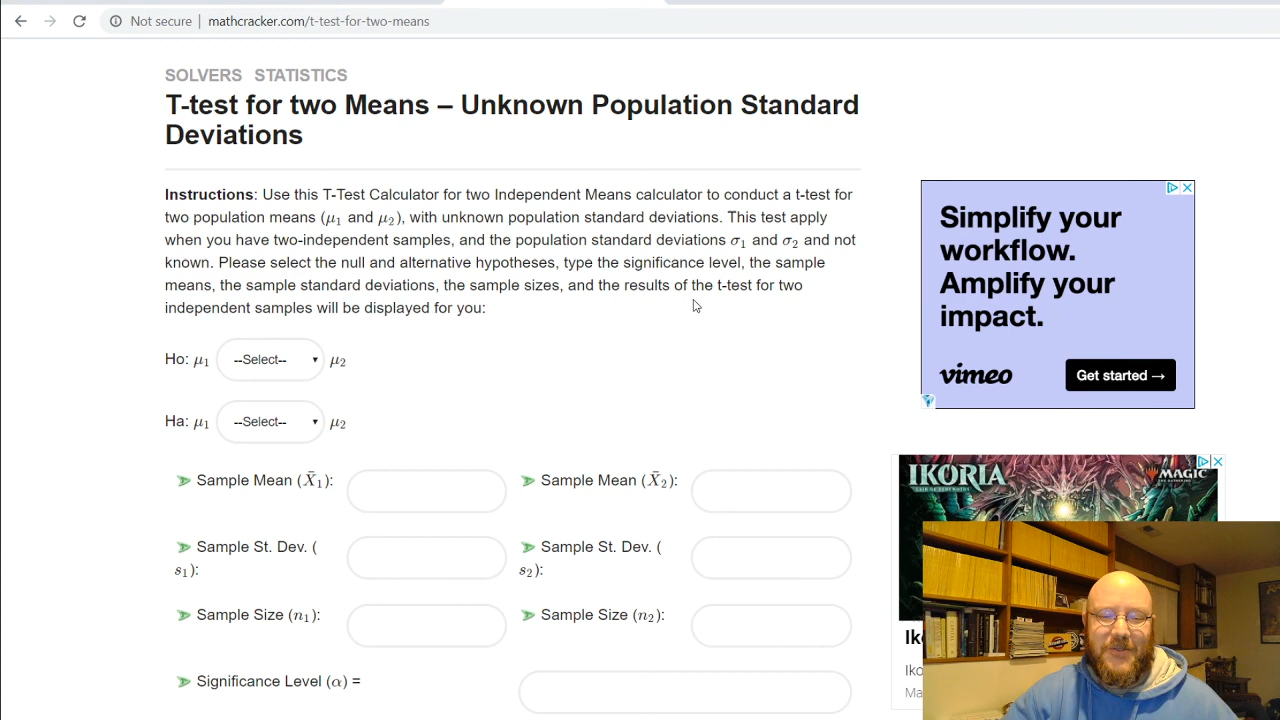 Not secure | mathcracker.com/t-test-for-two-means
SOLVERS STATISTICS
T-test for two Means – Unknown Population Standard
Deviations
Instructions: Use this T-Test Calculator for two Independent Means calculator to conduct a t-test for
two population means (μ₁ and μ₂), with unknown population standard deviations. This test apply
when you have two-independent samples, and the population standard deviations σ₁ and σ₂ and not
known. Please select the null and alternative hypotheses, type the significance level, the sample
means, the sample standard deviations, the sample sizes, and the results of the t-test for two
independent samples will be displayed for you:
Ho: μ₁ --Select-- μ₂
Ha: μ₁ --Select-- μ₂
Sample Mean (X̄₁): Sample Mean (X̄₂):
Sample St. Dev. ( Sample St. Dev. (
s₁): s₂):
Sample Size (n₁): Sample Size (n₂):
Significance Level (α) =
Simplify your
workflow.
Amplify your
impact.
vimeo Get started →
IKORIA MAGIC
THE GATHERING
Ik
Iko
Ma